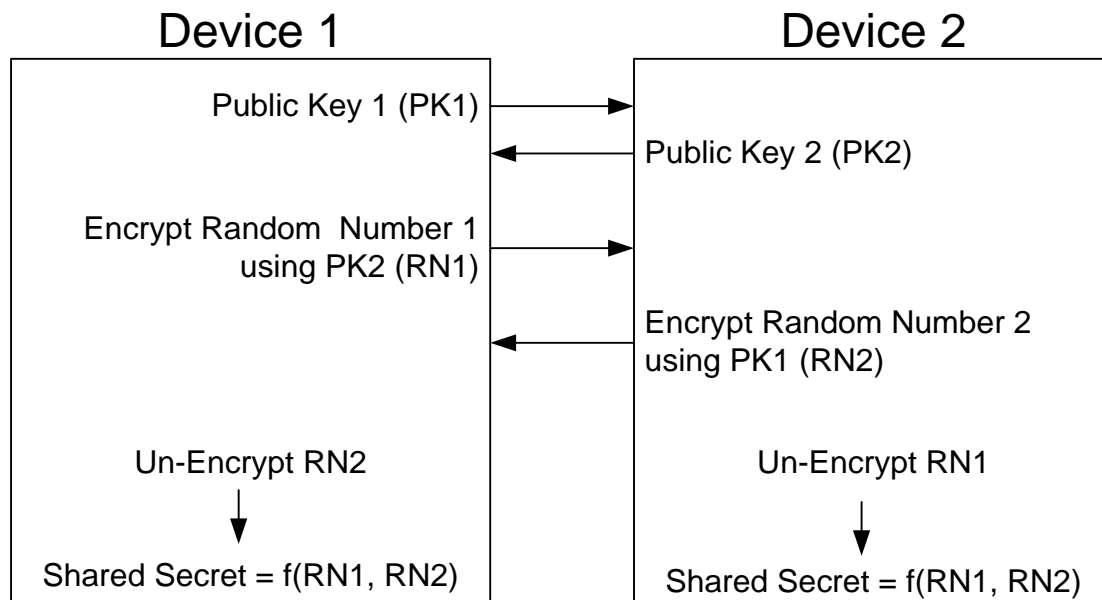 Device 1
Device 2
Public Key 1 (PK1)
Public Key 2 (PK2)
Encrypt Random Number 1
using PK2 (RN1)
Encrypt Random Number 2
using PK1 (RN2)
Un-Encrypt RN2
Un-Encrypt RN1
Shared Secret = f(RN1, RN2)
Shared Secret = f(RN1, RN2)